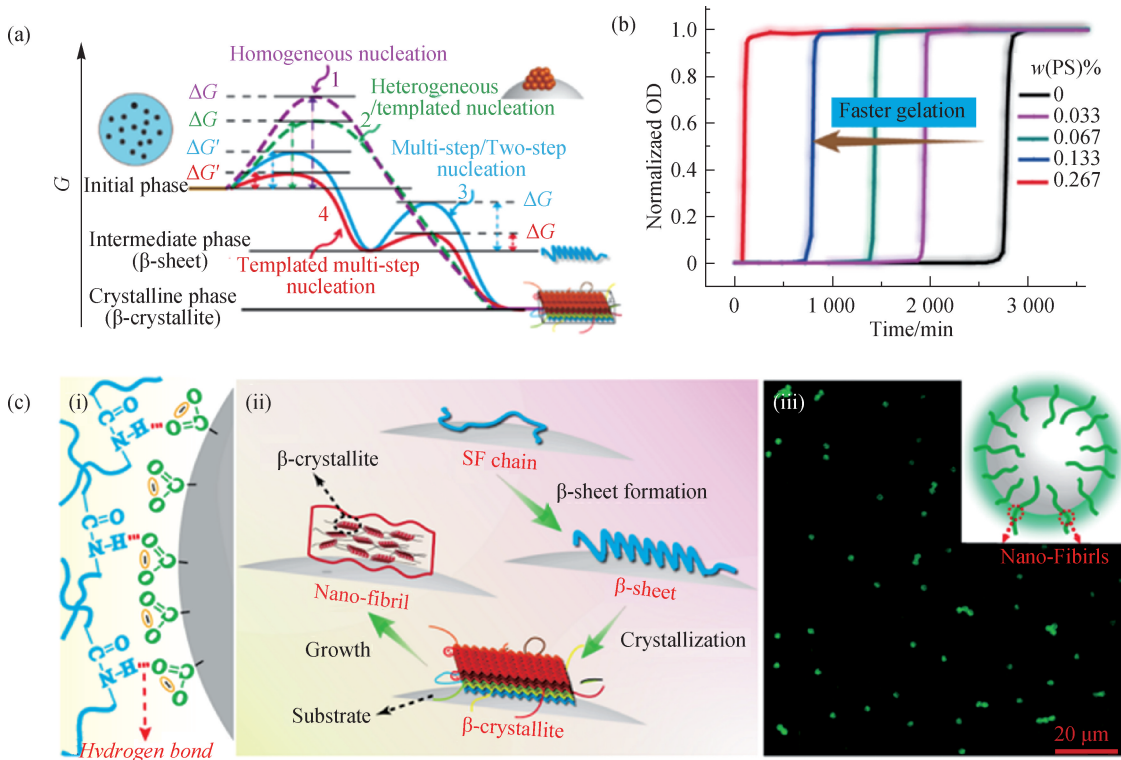 (a)
G
Homogeneous nucleation
1
ΔG
Heterogeneous
/templated nucleation
ΔG
2
ΔG'
Multi-step/Two-step
nucleation
3
ΔG'
Initial phase
4
ΔG
ΔG
Intermediate phase
(β-sheet)
Templated multi-step
nucleation
Crystalline phase
(β-crystallite)
(b)
Normalizaed OD
1.0
0.8
0.6
0.4
0.2
0
Faster gelation
w(PS)%
0
0.033
0.067
0.133
0.267
0
1 000
2 000
3 000
Time/min
(c)
(i)
C=O
N-H
O
C
O
Hydrogen bond
(ii)
SF chain
β-crystallite
β-sheet formation
Nano-fibril
β-sheet
Growth
Crystallization
Substrate
β-crystallite
(iii)
Nano-Fibirls
20 μm